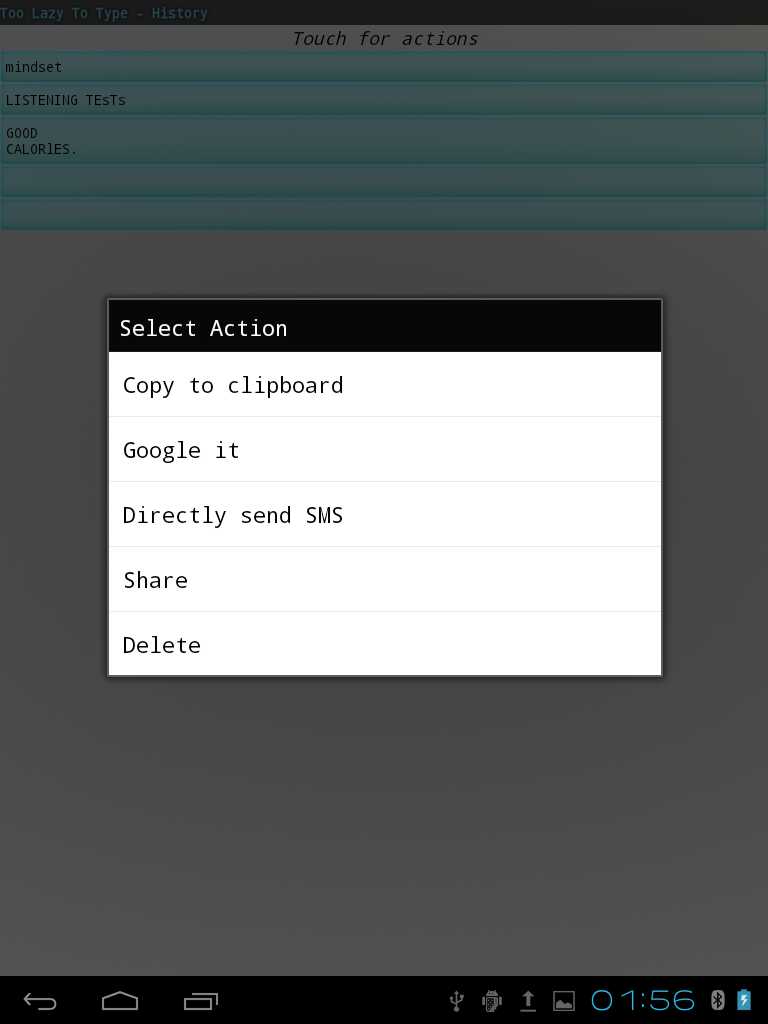 Too Lazy To Type - History
Touch for actions
mindset
LISTENING TEsTs
GOOD
CALORlES.
Select Action
Copy to clipboard
Google it
Directly send SMS
Share
Delete
01:56